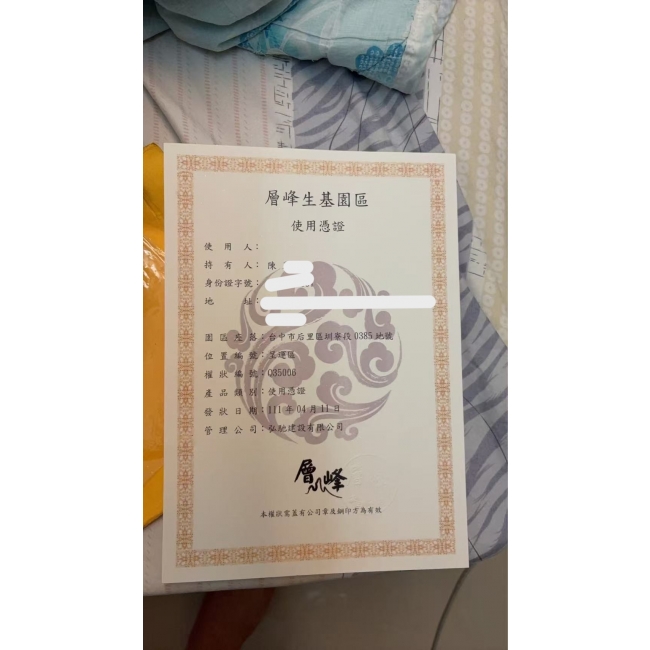 層峰生基園區
使用憑證
使用人：
持有人：陳
身份證字號：
地址：
園區座落：台中市后里區圳寮段0385地號
位置編號：呈運區
權狀編號：035006
產品類別：使用憑證
發狀日期：111年04月11日
管理公司：弘馳建設有限公司
層峰
本權狀需蓋有公司章及鋼印方為有效